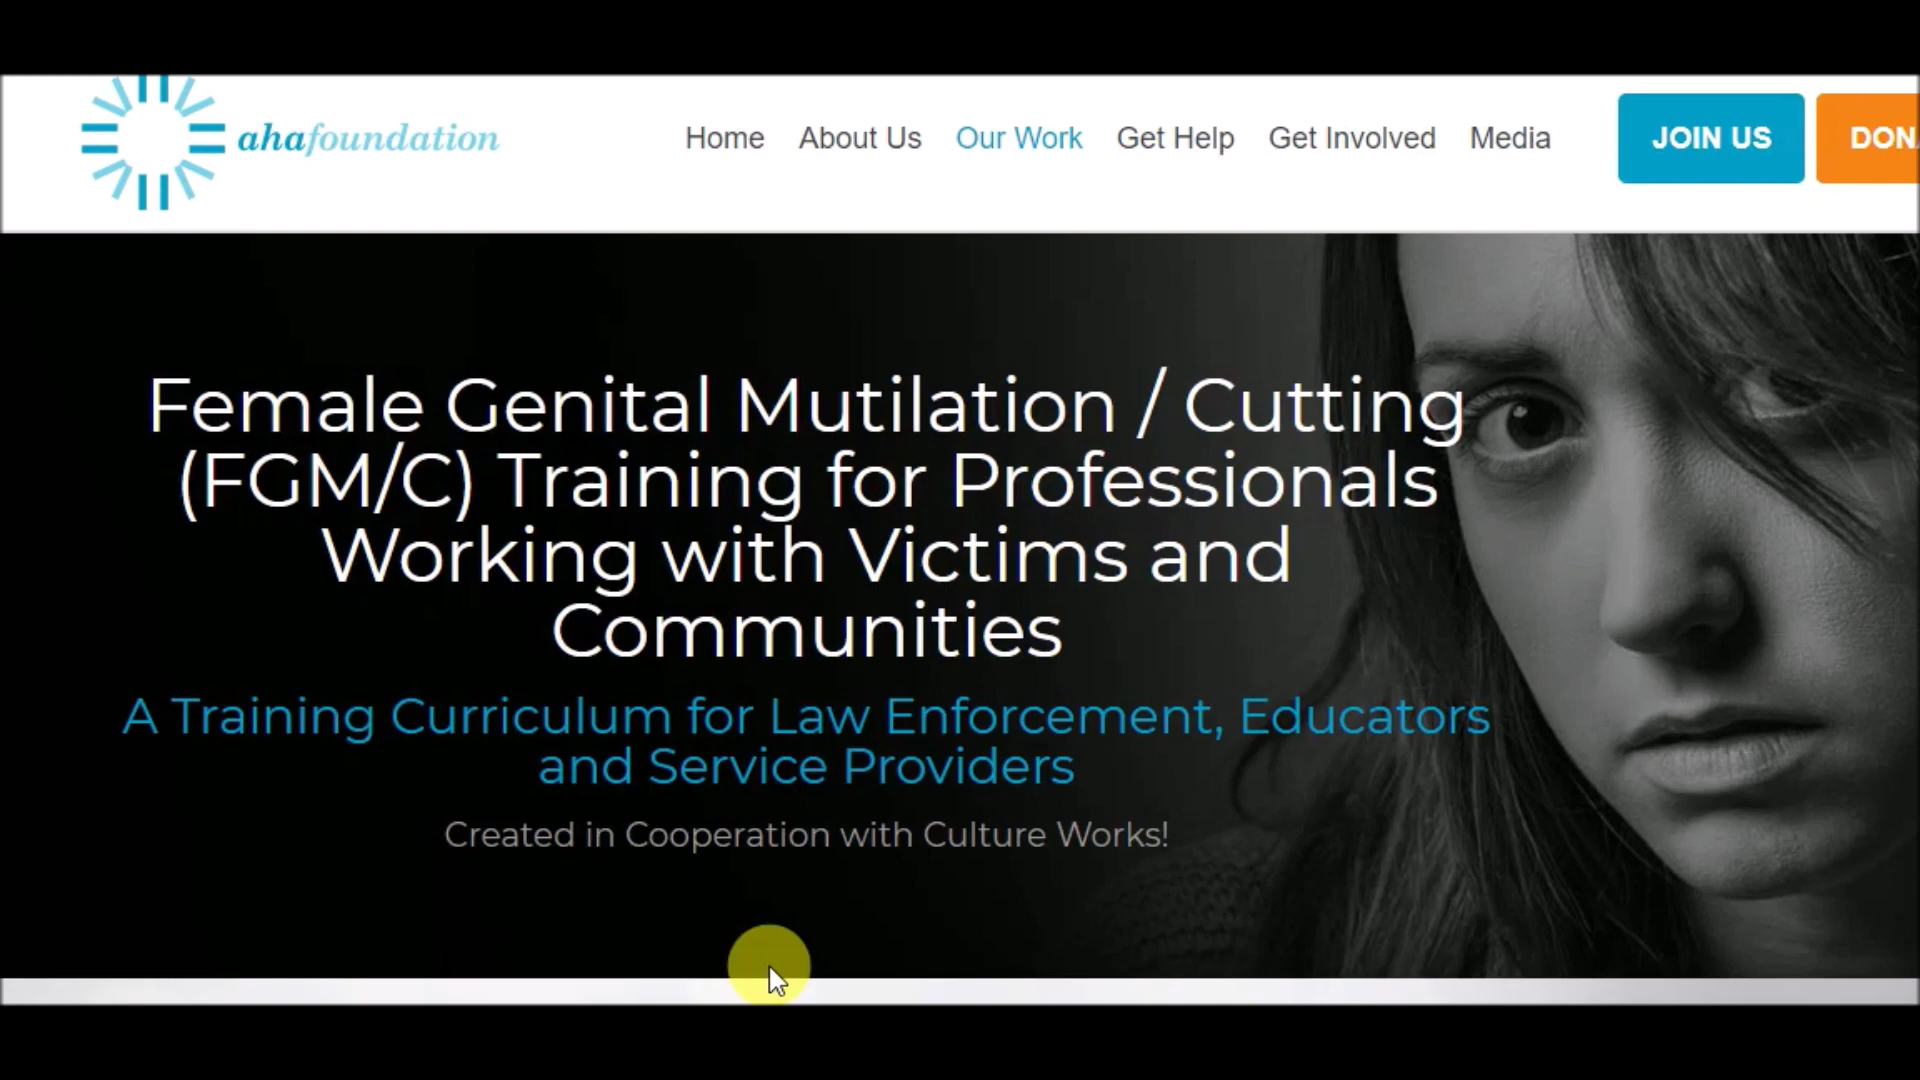 ahafoundation
Home About Us Our Work Get Help Get Involved Media JOIN US
Female Genital Mutilation / Cutting
(FGM/C) Training for Professionals
Working with Victims and
Communities
A Training Curriculum for Law Enforcement, Educators
and Service Providers
Created in Cooperation with Culture Works!